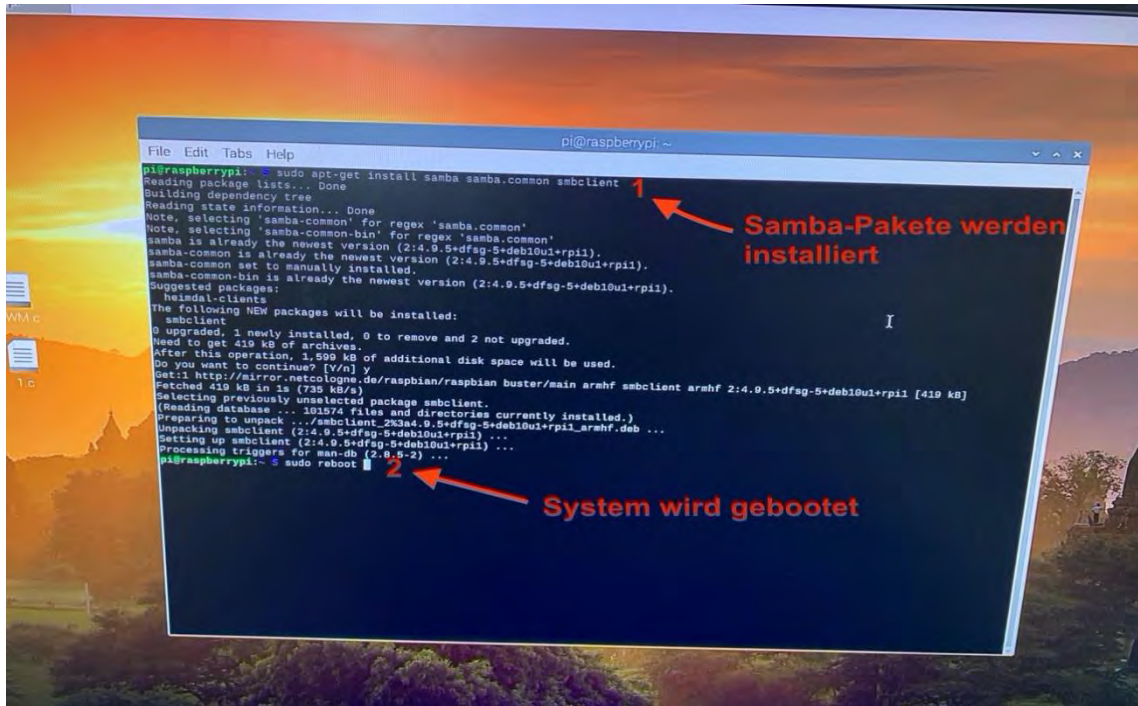 pi@raspberrypi: ~
File Edit Tabs Help
pi@raspberrypi:~ $ sudo apt-get install samba samba.common smbclient
1
Reading package lists... Done
Building dependency tree
Reading state information... Done
Note, selecting 'samba-common' for regex 'samba.common'
Note, selecting 'samba-common-bin' for regex 'samba.common'
samba is already the newest version (2:4.9.5+dfsg-5+deb10u1+rpi1).
samba-common is already the newest version (2:4.9.5+dfsg-5+deb10u1+rpi1).
samba-common set to manually installed.
samba-common-bin is already the newest version (2:4.9.5+dfsg-5+deb10u1+rpi1).
Suggested packages:
heimdal-clients
The following NEW packages will be installed:
smbclient
0 upgraded, 1 newly installed, 0 to remove and 2 not upgraded.
Need to get 419 kB of archives.
After this operation, 1,599 kB of additional disk space will be used.
Do you want to continue? [Y/n] y
Get:1 http://mirror.netcologne.de/raspbian/raspbian buster/main armhf smbclient armhf 2:4.9.5+dfsg-5+deb10u1+rpi1 [419 kB]
Fetched 419 kB in 1s (735 kB/s)
Selecting previously unselected package smbclient.
(Reading database ... 101574 files and directories currently installed.)
Preparing to unpack .../smbclient_2%3a4.9.5+dfsg-5+deb10u1+rpi1_armhf.deb ...
Unpacking smbclient (2:4.9.5+dfsg-5+deb10u1+rpi1) ...
Setting up smbclient (2:4.9.5+dfsg-5+deb10u1+rpi1) ...
Processing triggers for man-db (2.8.5-2) ...
pi@raspberrypi:~ $ sudo reboot
2
Samba-Pakete werden
installiert
System wird gebootet
WM.c
1.c